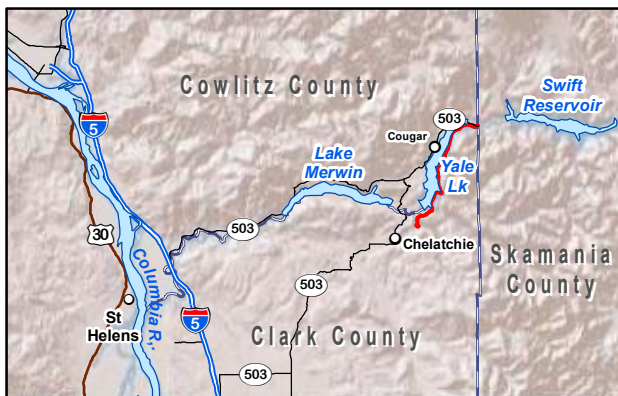 Cowlitz County
Swift
Reservoir
5
503
Cougar
Lake
Merwin
Yale
Lk
503
30
Chelatchie
Skamania
County
Columbia R.,.
503
St
Helens
5
Clark County
503